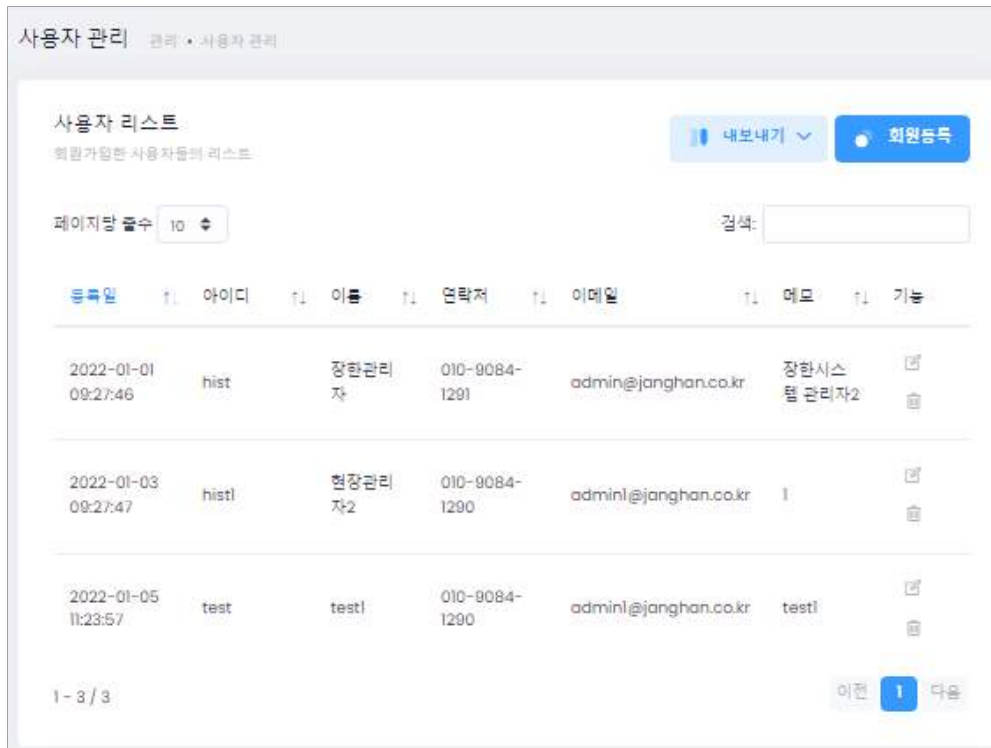 사용자 관리 관리 • 사용자 관리
사용자 리스트
회원가입한 사용자들의 리스트
내보내기
회원등록
페이지당 줄수 10
검색:
등록일 아이디 이름 연락처 이메일 메모 기능
2022-01-01 09:27:46 hist 장한관리자 010-9084-1291 admin@janghan.co.kr 장한시스템 관리자2
2022-01-03 09:27:47 hist1 현장관리자2 010-9084-1290 admin1@janghan.co.kr 1
2022-01-05 11:23:57 test test1 010-9084-1290 admin1@janghan.co.kr test1
1 - 3 / 3
이전 1 다음